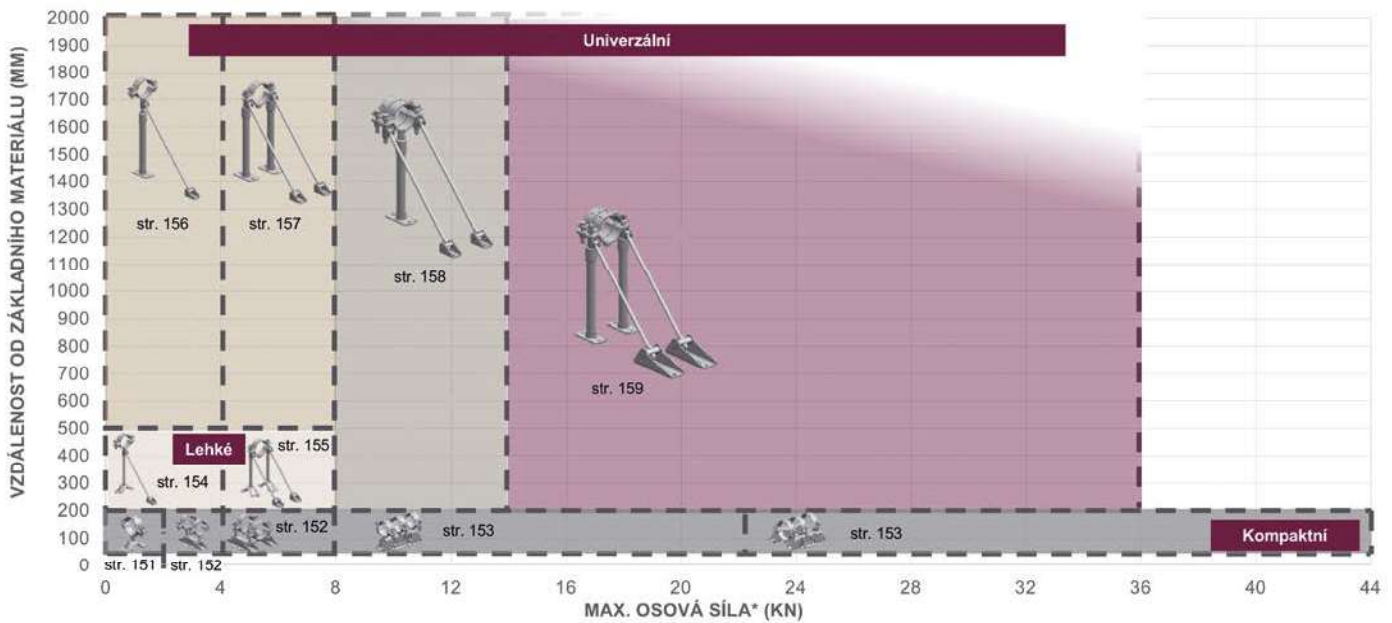 VZDÁLENOST OD ZÁKLADNÍHO MATERIÁLU (MM)
2000
1900
1800
1700
1600
1500
1400
1300
1200
1100
1000
900
800
700
600
500
400
300
200
100
0
Univerzální
str. 156
str. 157
str. 158
str. 159
Lehké
str. 155
str. 154
str. 152
str. 153
str. 153
Kompaktní
str. 151
str. 152
0
4
8
12
16
20
24
28
32
36
40
44
MAX. OSOVÁ SÍLA* (KN)